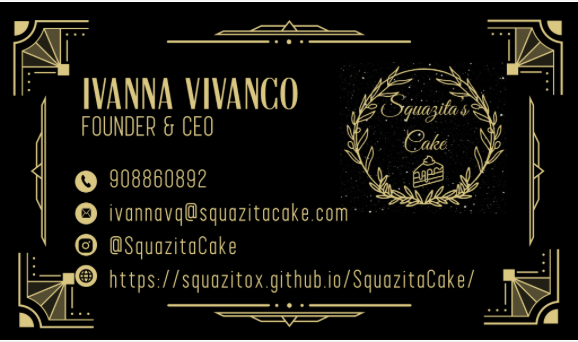 IVANNA VIVANCO
FOUNDER & CEO
Squazita's
Cake
908860892
ivannavq@squazitacake.com
@SquazitaCake
https://squazitox.github.io/SquazitaCake/